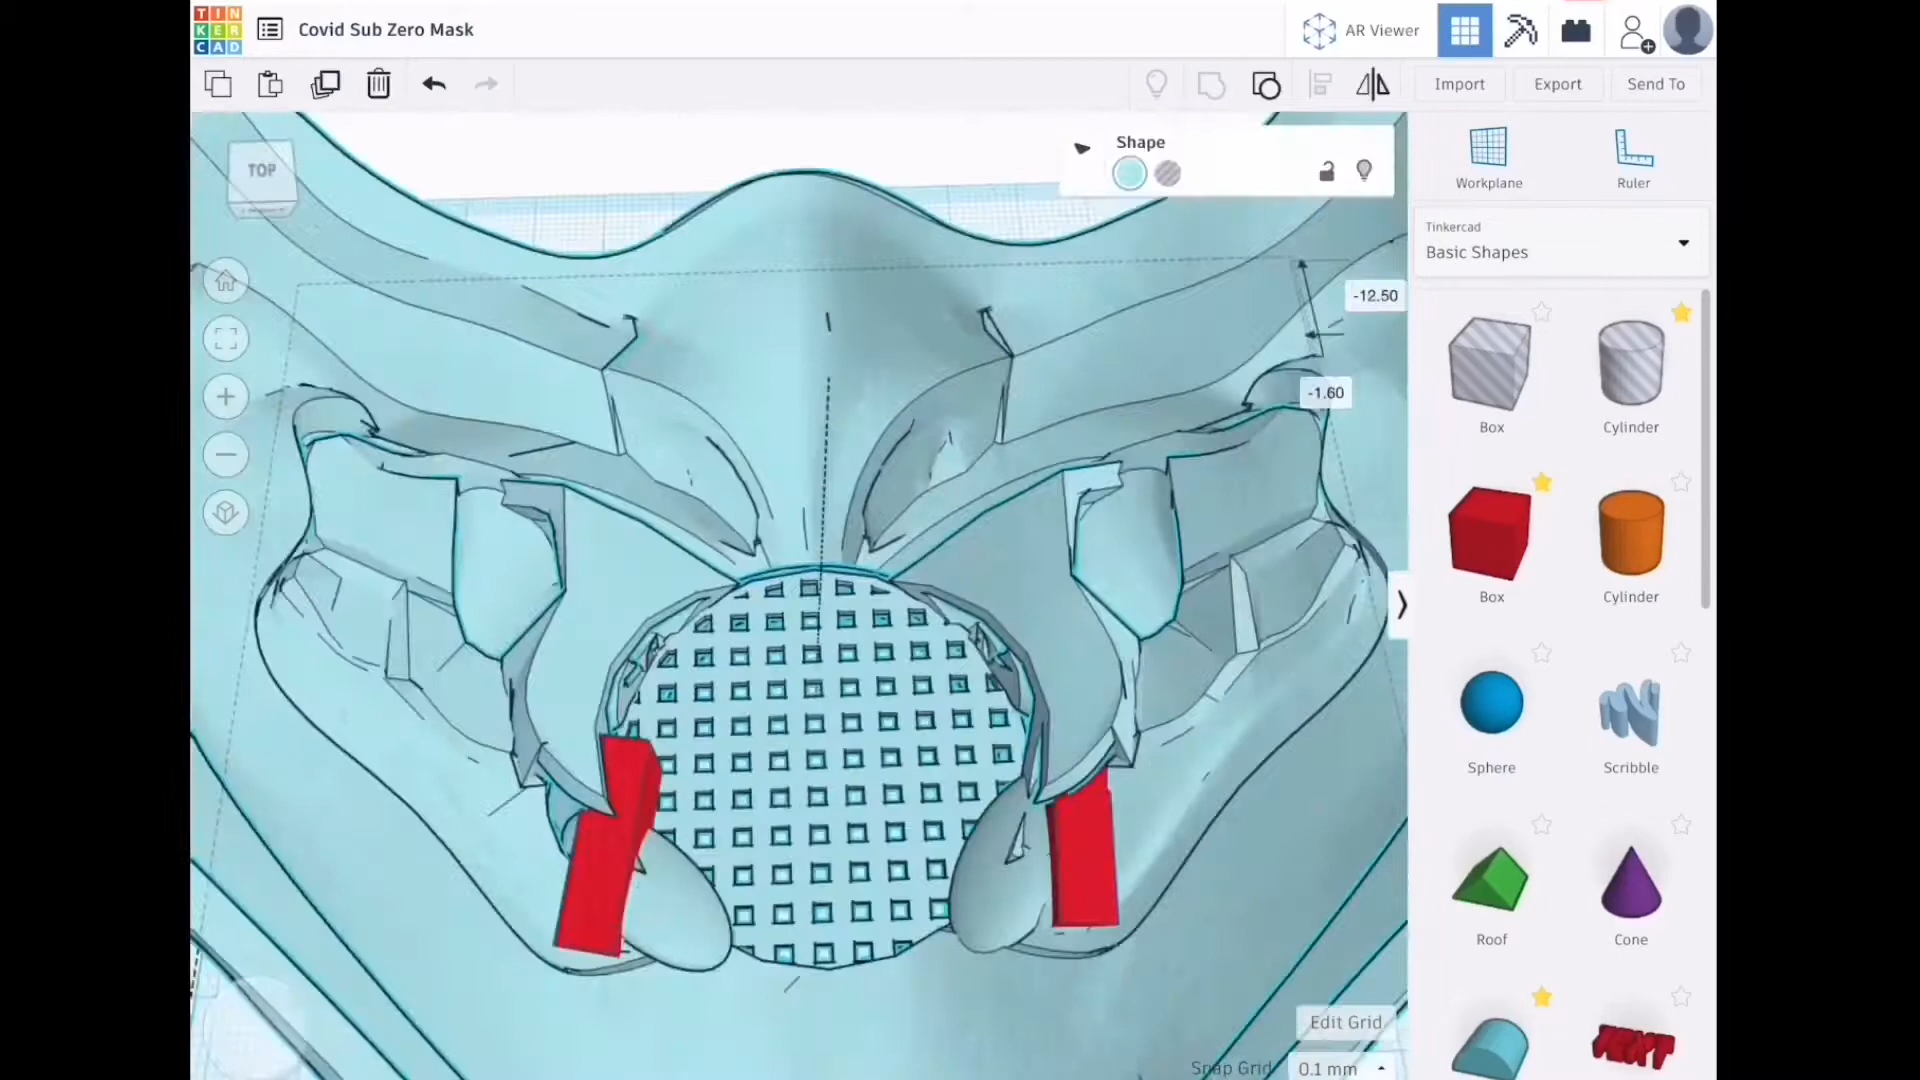 TIN
KER
CAD
Covid Sub Zero Mask
AR Viewer
Import
Export
Send To
TOP
Shape
Workplane
Ruler
Tinkercad
Basic Shapes
-12.50
-1.60
Box
Cylinder
Box
Cylinder
Sphere
Scribble
Roof
Cone
TEXT
Edit Grid
Snap Grid
0.1 mm